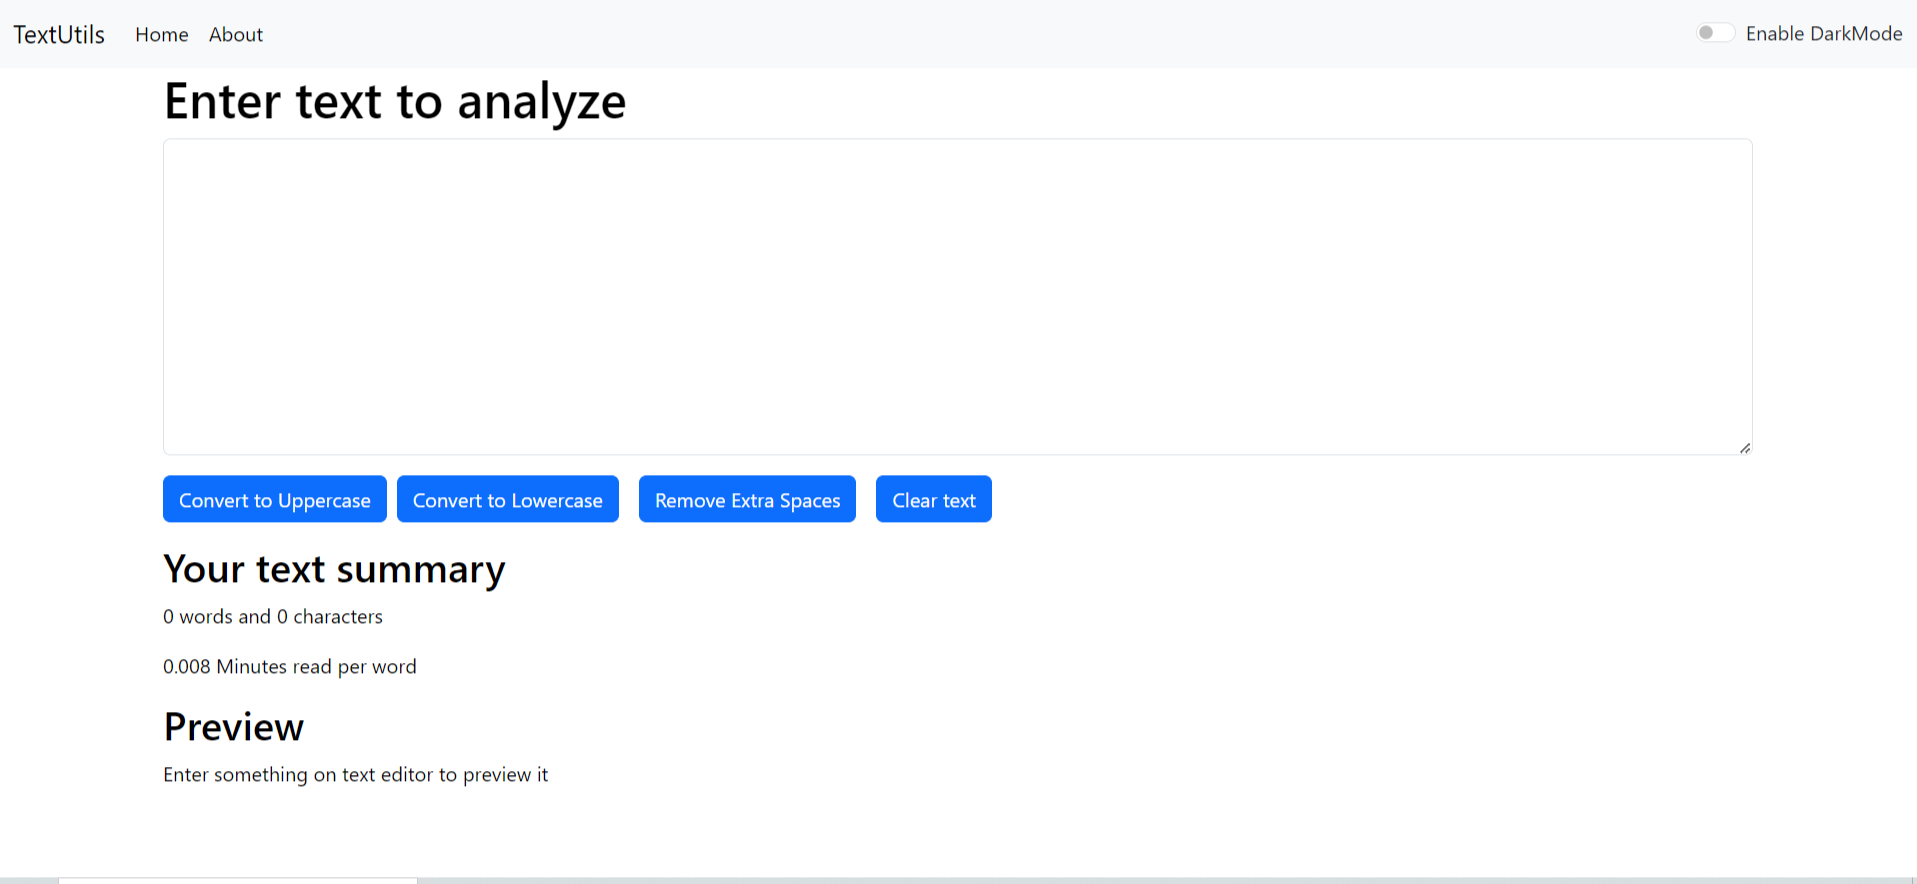 TextUtils Home About Enable DarkMode
Enter text to analyze
Convert to Uppercase Convert to Lowercase Remove Extra Spaces Clear text
Your text summary
0 words and 0 characters
0.008 Minutes read per word
Preview
Enter something on text editor to preview it